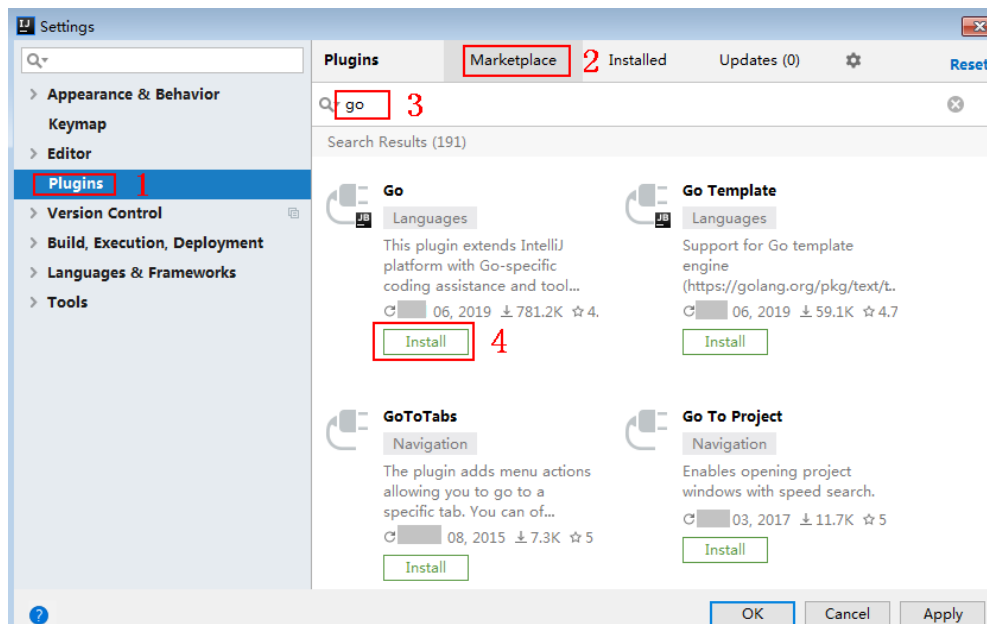 Settings
Plugins Marketplace 2 Installed Updates (0) Reset
go 3
Search Results (191)
Appearance & Behavior
Keymap
Editor
Plugins 1
Version Control
Build, Execution, Deployment
Languages & Frameworks
Tools
Go
Languages
This plugin extends IntelliJ
platform with Go-specific
coding assistance and tool...
06, 2019 781.2K 4.
Install 4
Go Template
Languages
Support for Go template
engine
(https://golang.org/pkg/text/t..
06, 2019 59.1K 4.7
Install
GoToTabs
Navigation
The plugin adds menu actions
allowing you to go to a
specific tab. You can of...
08, 2015 7.3K 5
Install
Go To Project
Navigation
Enables opening project
windows with speed search.
03, 2017 11.7K 5
Install
? OK Cancel Apply